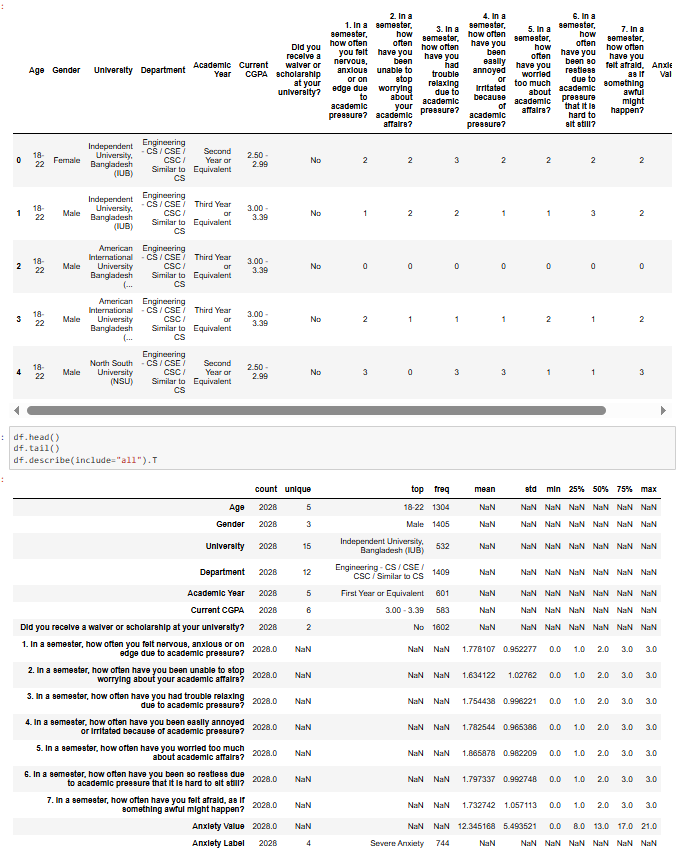 :
Age Gender University Department Academic Year Current CGPA Did you receive a waiver or scholarship at your university? 1. In a semester, how often you felt nervous, anxious or on edge due to academic pressure? 2. In a semester, how often have you been unable to stop worrying about your academic affairs? 3. In a semester, how often have you had trouble relaxing due to academic pressure? 4. In a semester, how often have you been easily annoyed or irritated because of academic pressure? 5. In a semester, how often have you worried too much about academic affairs? 6. In a semester, how often have you been so restless due to academic pressure that it is hard to sit still? 7. In a semester, how often have you felt afraid, as if something awful might happen? Anxie Val
0 18-22 Female Independent University, Bangladesh (IUB) Engineering - CS / CSE / CSC / Similar to CS Second Year or Equivalent 2.50 - 2.99 No 2 2 3 2 2 2 2
1 18-22 Male Independent University, Bangladesh (IUB) Engineering - CS / CSE / CSC / Similar to CS Third Year or Equivalent 3.00 - 3.39 No 1 2 2 1 1 3 2
2 18-22 Male American International University Bangladesh (... Engineering - CS / CSE / CSC / Similar to CS Third Year or Equivalent 3.00 - 3.39 No 0 0 0 0 0 0 0
3 18-22 Male American International University Bangladesh (... Engineering - CS / CSE / CSC / Similar to CS Third Year or Equivalent 3.00 - 3.39 No 2 1 1 1 2 1 2
4 18-22 Male North South University (NSU) Engineering - CS / CSE / CSC / Similar to CS Second Year or Equivalent 2.50 - 2.99 No 3 0 3 3 1 1 3
:
df.head()
df.tail()
df.describe(include="all").T
:
count unique top freq mean std min 25% 50% 75% max
Age 2028 5 18-22 1304 NaN NaN NaN NaN NaN NaN NaN
Gender 2028 3 Male 1405 NaN NaN NaN NaN NaN NaN NaN
University 2028 15 Independent University, Bangladesh (IUB) 532 NaN NaN NaN NaN NaN NaN NaN
Department 2028 12 Engineering - CS / CSE / CSC / Similar to CS 1409 NaN NaN NaN NaN NaN NaN NaN
Academic Year 2028 5 First Year or Equivalent 601 NaN NaN NaN NaN NaN NaN NaN
Current CGPA 2028 6 3.00 - 3.39 583 NaN NaN NaN NaN NaN NaN NaN
Did you receive a waiver or scholarship at your university? 2028 2 No 1602 NaN NaN NaN NaN NaN NaN NaN
1. In a semester, how often you felt nervous, anxious or on edge due to academic pressure? 2028.0 NaN NaN NaN 1.778107 0.952277 0.0 1.0 2.0 3.0 3.0
2. In a semester, how often have you been unable to stop worrying about your academic affairs? 2028.0 NaN NaN NaN 1.634122 1.02762 0.0 1.0 2.0 3.0 3.0
3. In a semester, how often have you had trouble relaxing due to academic pressure? 2028.0 NaN NaN NaN 1.754438 0.996221 0.0 1.0 2.0 3.0 3.0
4. In a semester, how often have you been easily annoyed or irritated because of academic pressure? 2028.0 NaN NaN NaN 1.782544 0.965386 0.0 1.0 2.0 3.0 3.0
5. In a semester, how often have you worried too much about academic affairs? 2028.0 NaN NaN NaN 1.865878 0.982209 0.0 1.0 2.0 3.0 3.0
6. In a semester, how often have you been so restless due to academic pressure that it is hard to sit still? 2028.0 NaN NaN NaN 1.797337 0.992748 0.0 1.0 2.0 3.0 3.0
7. In a semester, how often have you felt afraid, as if something awful might happen? 2028.0 NaN NaN NaN 1.732742 1.057113 0.0 1.0 2.0 3.0 3.0
Anxiety Value 2028.0 NaN NaN NaN 12.345168 5.493521 0.0 8.0 13.0 17.0 21.0
Anxiety Label 2028 4 Severe Anxiety 744 NaN NaN NaN NaN NaN NaN NaN